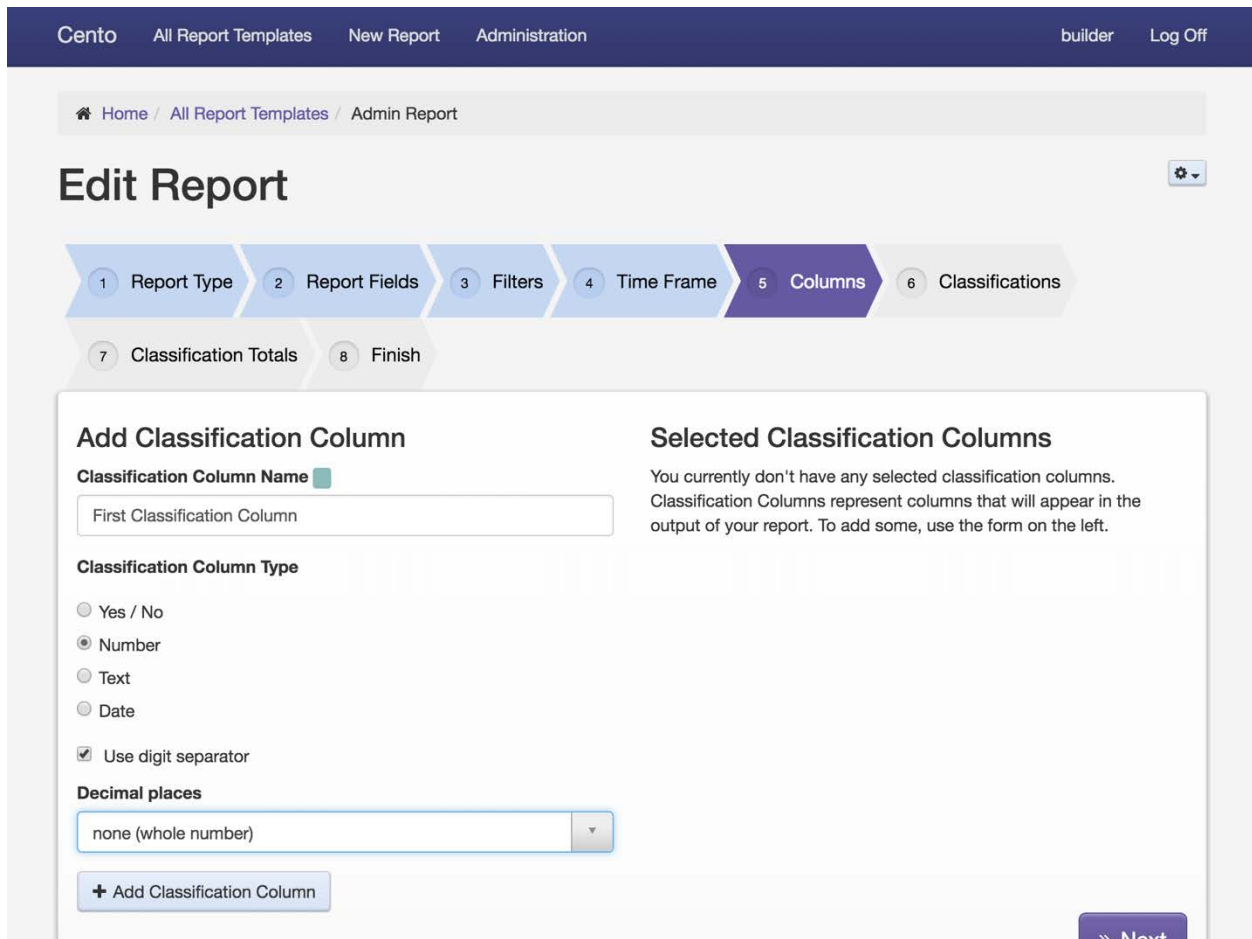 Cento All Report Templates New Report Administration builder Log Off
Home / All Report Templates / Admin Report
Edit Report
1 Report Type 2 Report Fields 3 Filters 4 Time Frame 5 Columns 6 Classifications
7 Classification Totals 8 Finish
Add Classification Column
Classification Column Name
First Classification Column
Classification Column Type
Yes / No
Number
Text
Date
Use digit separator
Decimal places
none (whole number)
+ Add Classification Column
Selected Classification Columns
You currently don't have any selected classification columns.
Classification Columns represent columns that will appear in the
output of your report. To add some, use the form on the left.
» Next